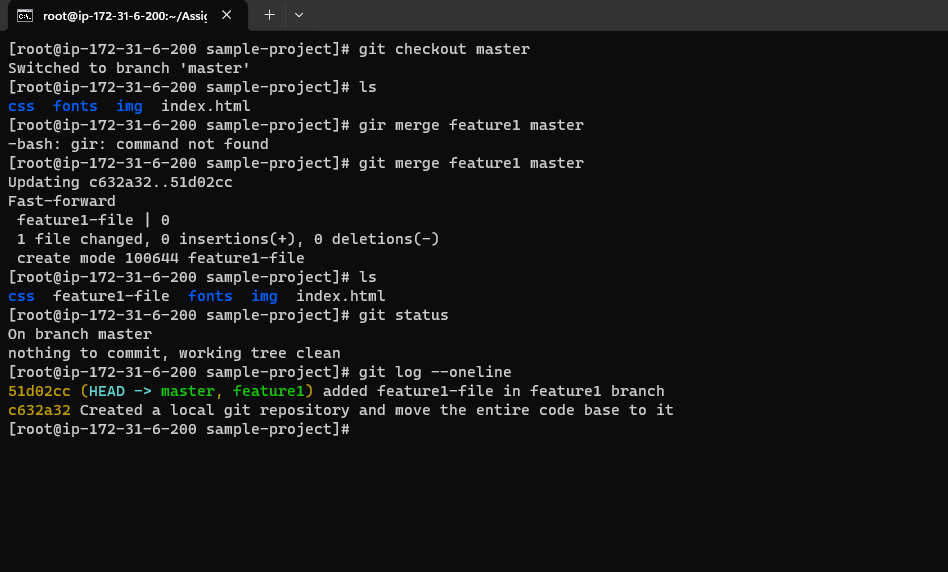 root@ip-172-31-6-200:~/Assig
[root@ip-172-31-6-200 sample-project]# git checkout master
Switched to branch 'master'
[root@ip-172-31-6-200 sample-project]# ls
css  fonts  img  index.html
[root@ip-172-31-6-200 sample-project]# gir merge feature1 master
-bash: gir: command not found
[root@ip-172-31-6-200 sample-project]# git merge feature1 master
Updating c632a32..51d02cc
Fast-forward
 feature1-file | 0
 1 file changed, 0 insertions(+), 0 deletions(-)
 create mode 100644 feature1-file
[root@ip-172-31-6-200 sample-project]# ls
css  feature1-file  fonts  img  index.html
[root@ip-172-31-6-200 sample-project]# git status
On branch master
nothing to commit, working tree clean
[root@ip-172-31-6-200 sample-project]# git log --oneline
51d02cc (HEAD -> master, feature1) added feature1-file in feature1 branch
c632a32 Created a local git repository and move the entire code base to it
[root@ip-172-31-6-200 sample-project]#